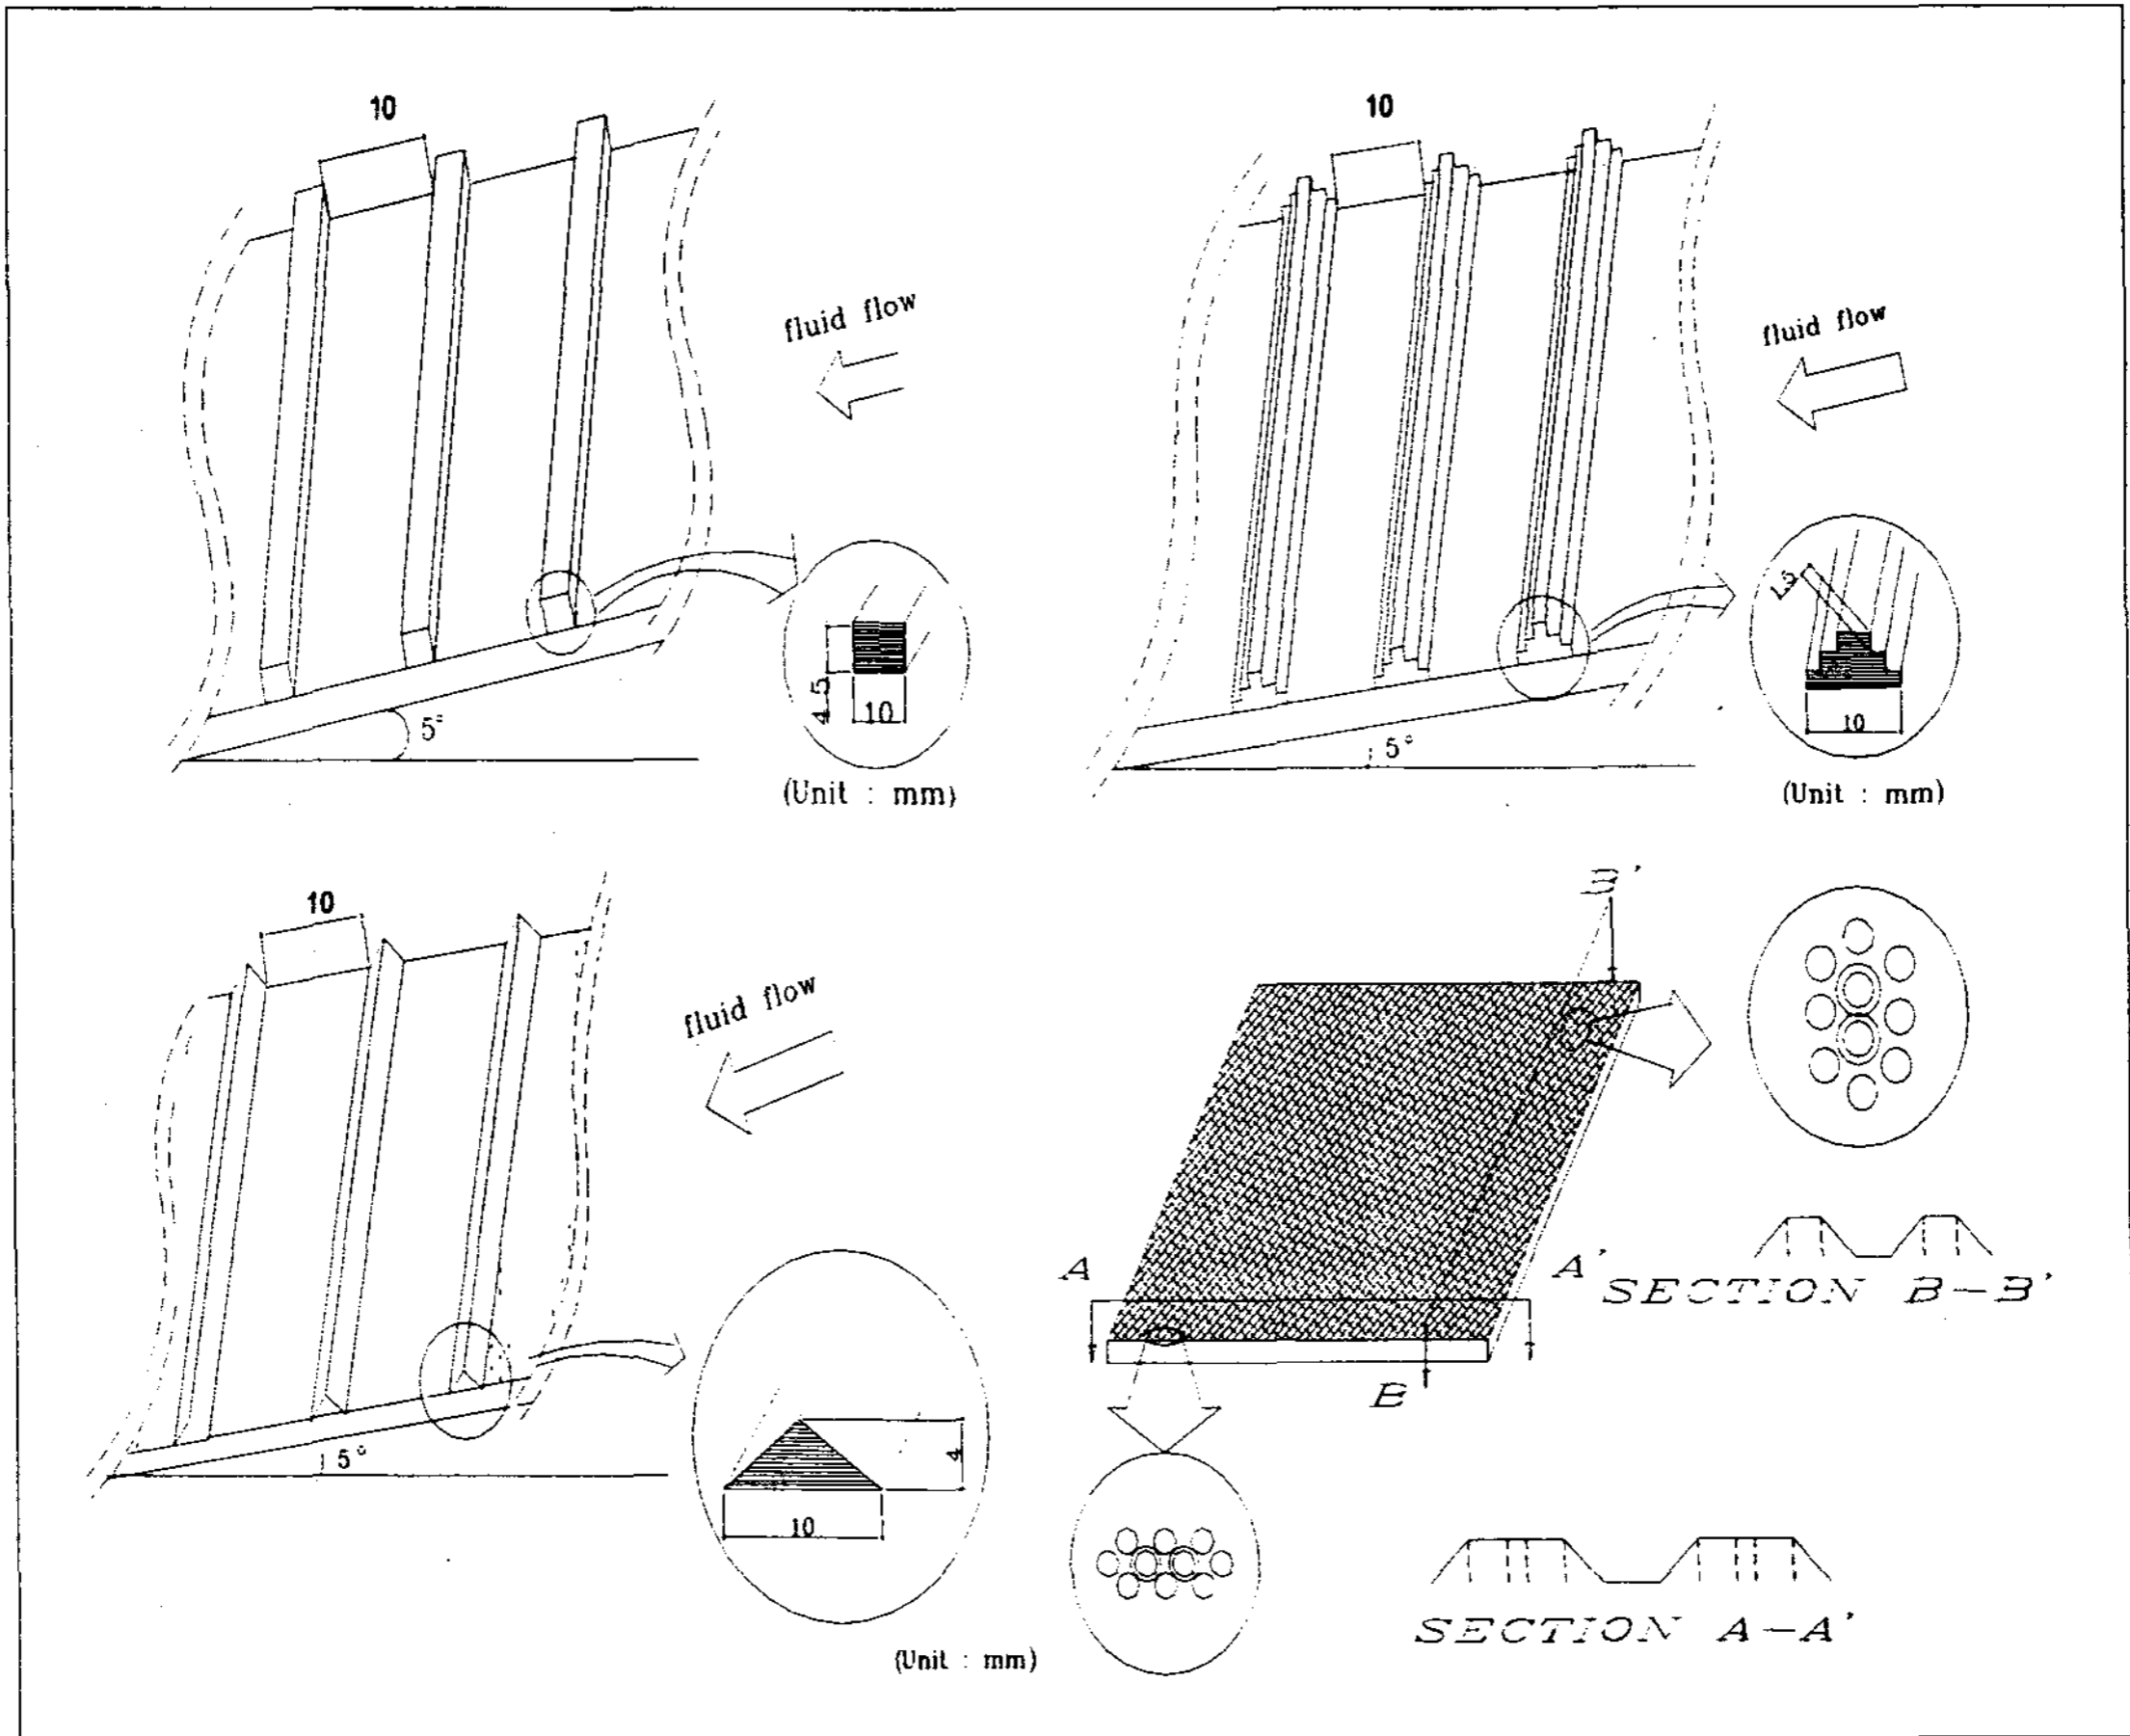 10
fluid flow
4.5
10
5°
(Unit : mm)
10
fluid flow
1.5
10
5°
(Unit : mm)
10
fluid flow
5°
4
10
(Unit : mm)
B'
A
A'
B
SECTION B-B'
SECTION A-A'